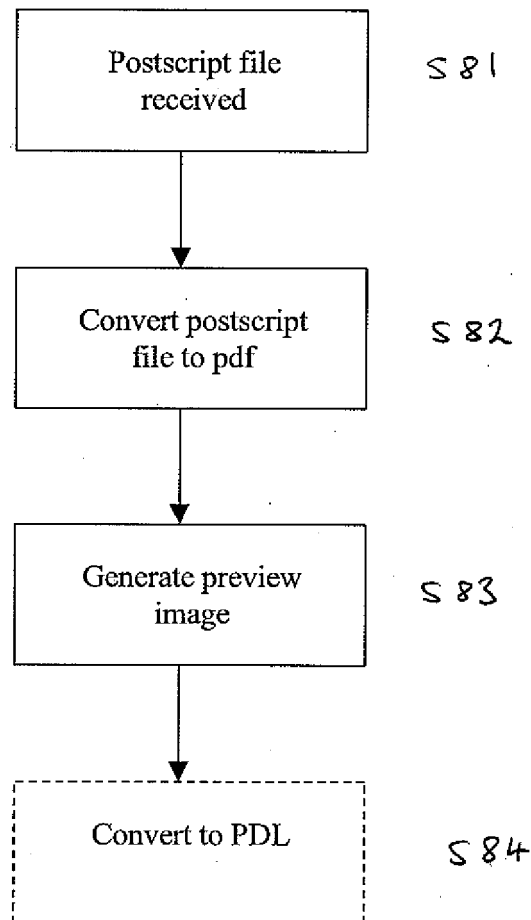 Postscript file
received
S81
Convert postscript
file to pdf
S82
Generate preview
image
S83
Convert to PDL
S84